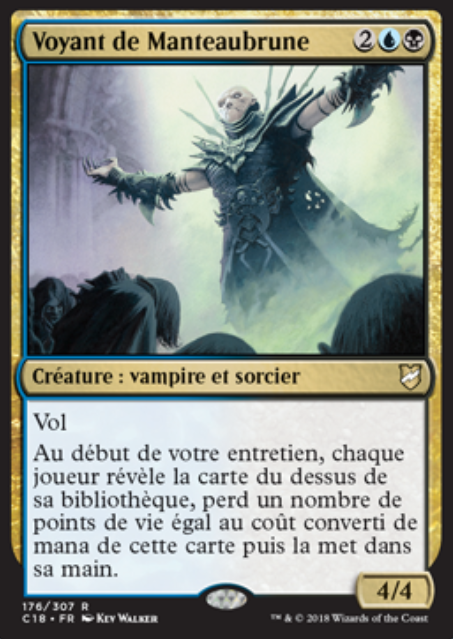 Voyant de Manteaubrune 2
Créature : vampire et sorcier
Vol
Au début de votre entretien, chaque
joueur révèle la carte du dessus de
sa bibliothèque, perd un nombre de
points de vie égal au coût converti de
mana de cette carte puis la met dans
sa main.
4/4
176/307 R
C18 • FR Kev Walker
™ & © 2018 Wizards of the Coast